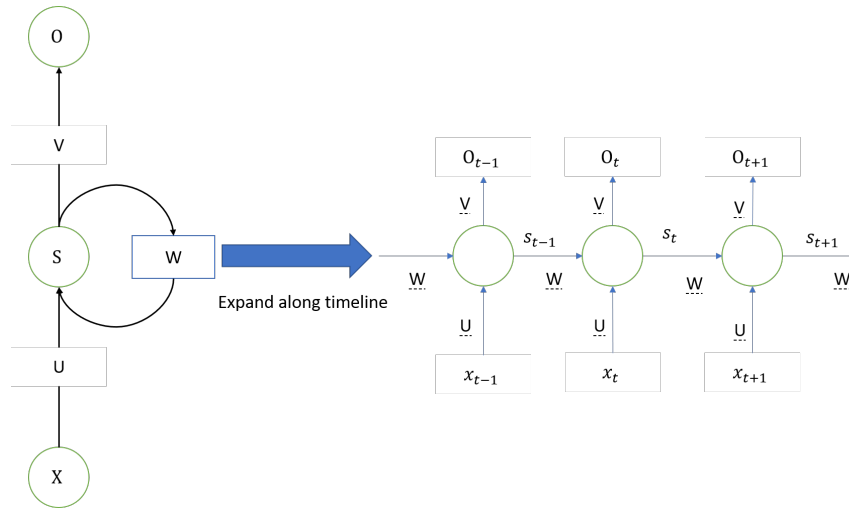 O
V
S
W
U
X
Expand along timeline
O_{t-1}
O_t
O_{t+1}
V
V
V
s_{t-1}
s_t
s_{t+1}
W
W
W
W
U
U
U
x_{t-1}
x_t
x_{t+1}